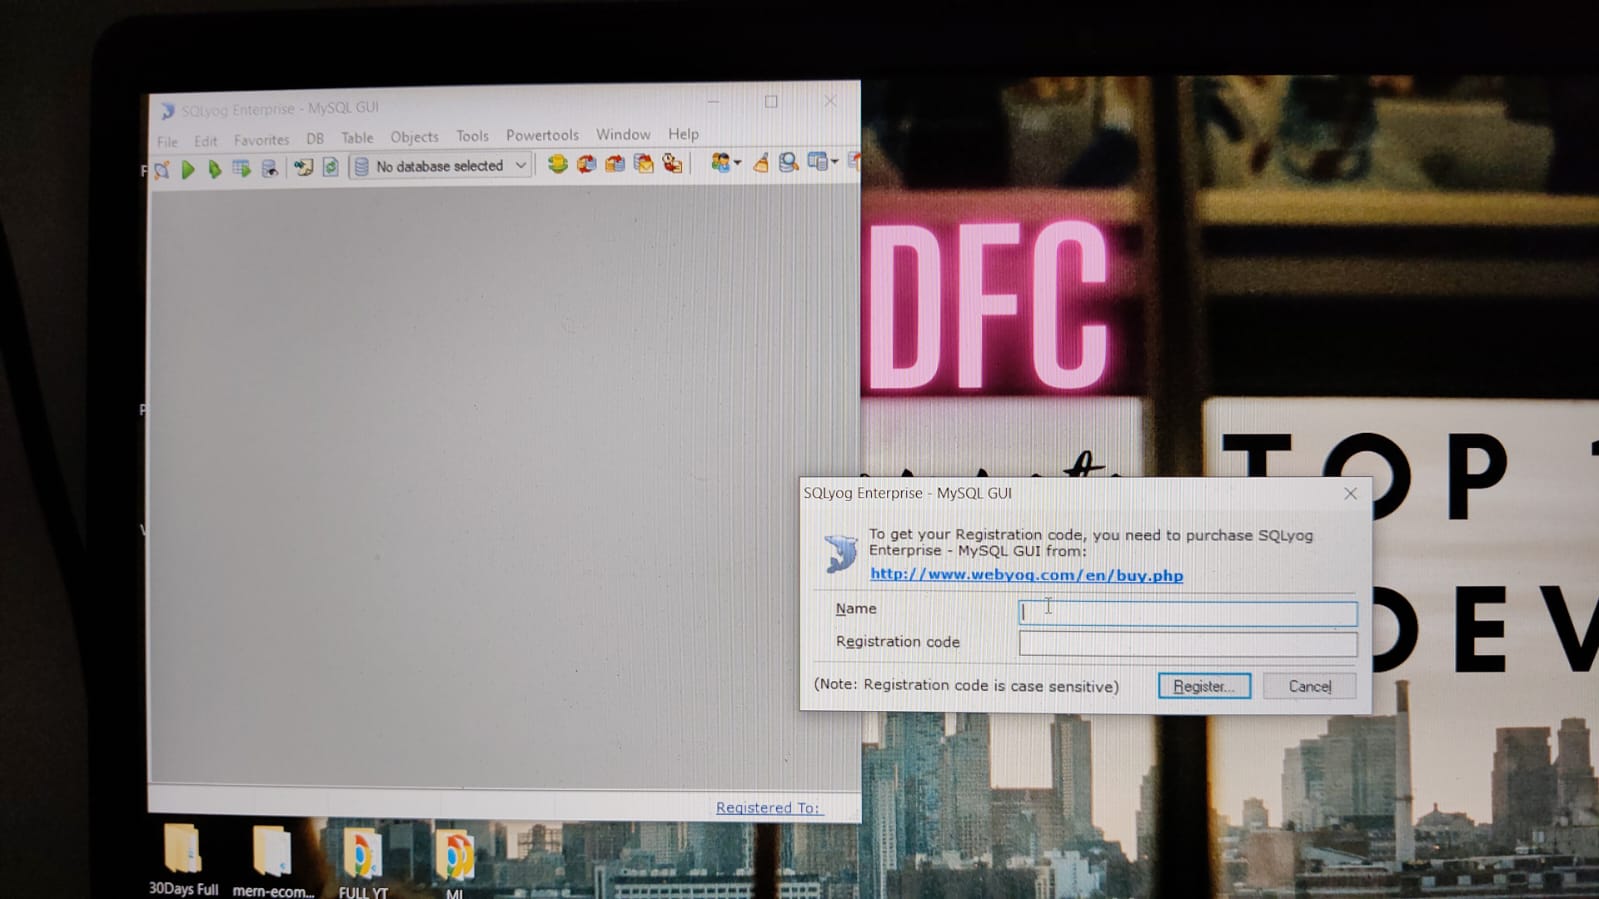 SQLyog Enterprise - MySQL GUI
File Edit Favorites DB Table Objects Tools Powertools Window Help
No database selected
DFC
TOP 1
DEV
SQLyog Enterprise - MySQL GUI
To get your Registration code, you need to purchase SQLyog
Enterprise - MySQL GUI from:
http://www.webyog.com/en/buy.php
Name
Registration code
(Note: Registration code is case sensitive) Register... Cancel
Registered To:
30Days Full mern-ecom... FULL YT